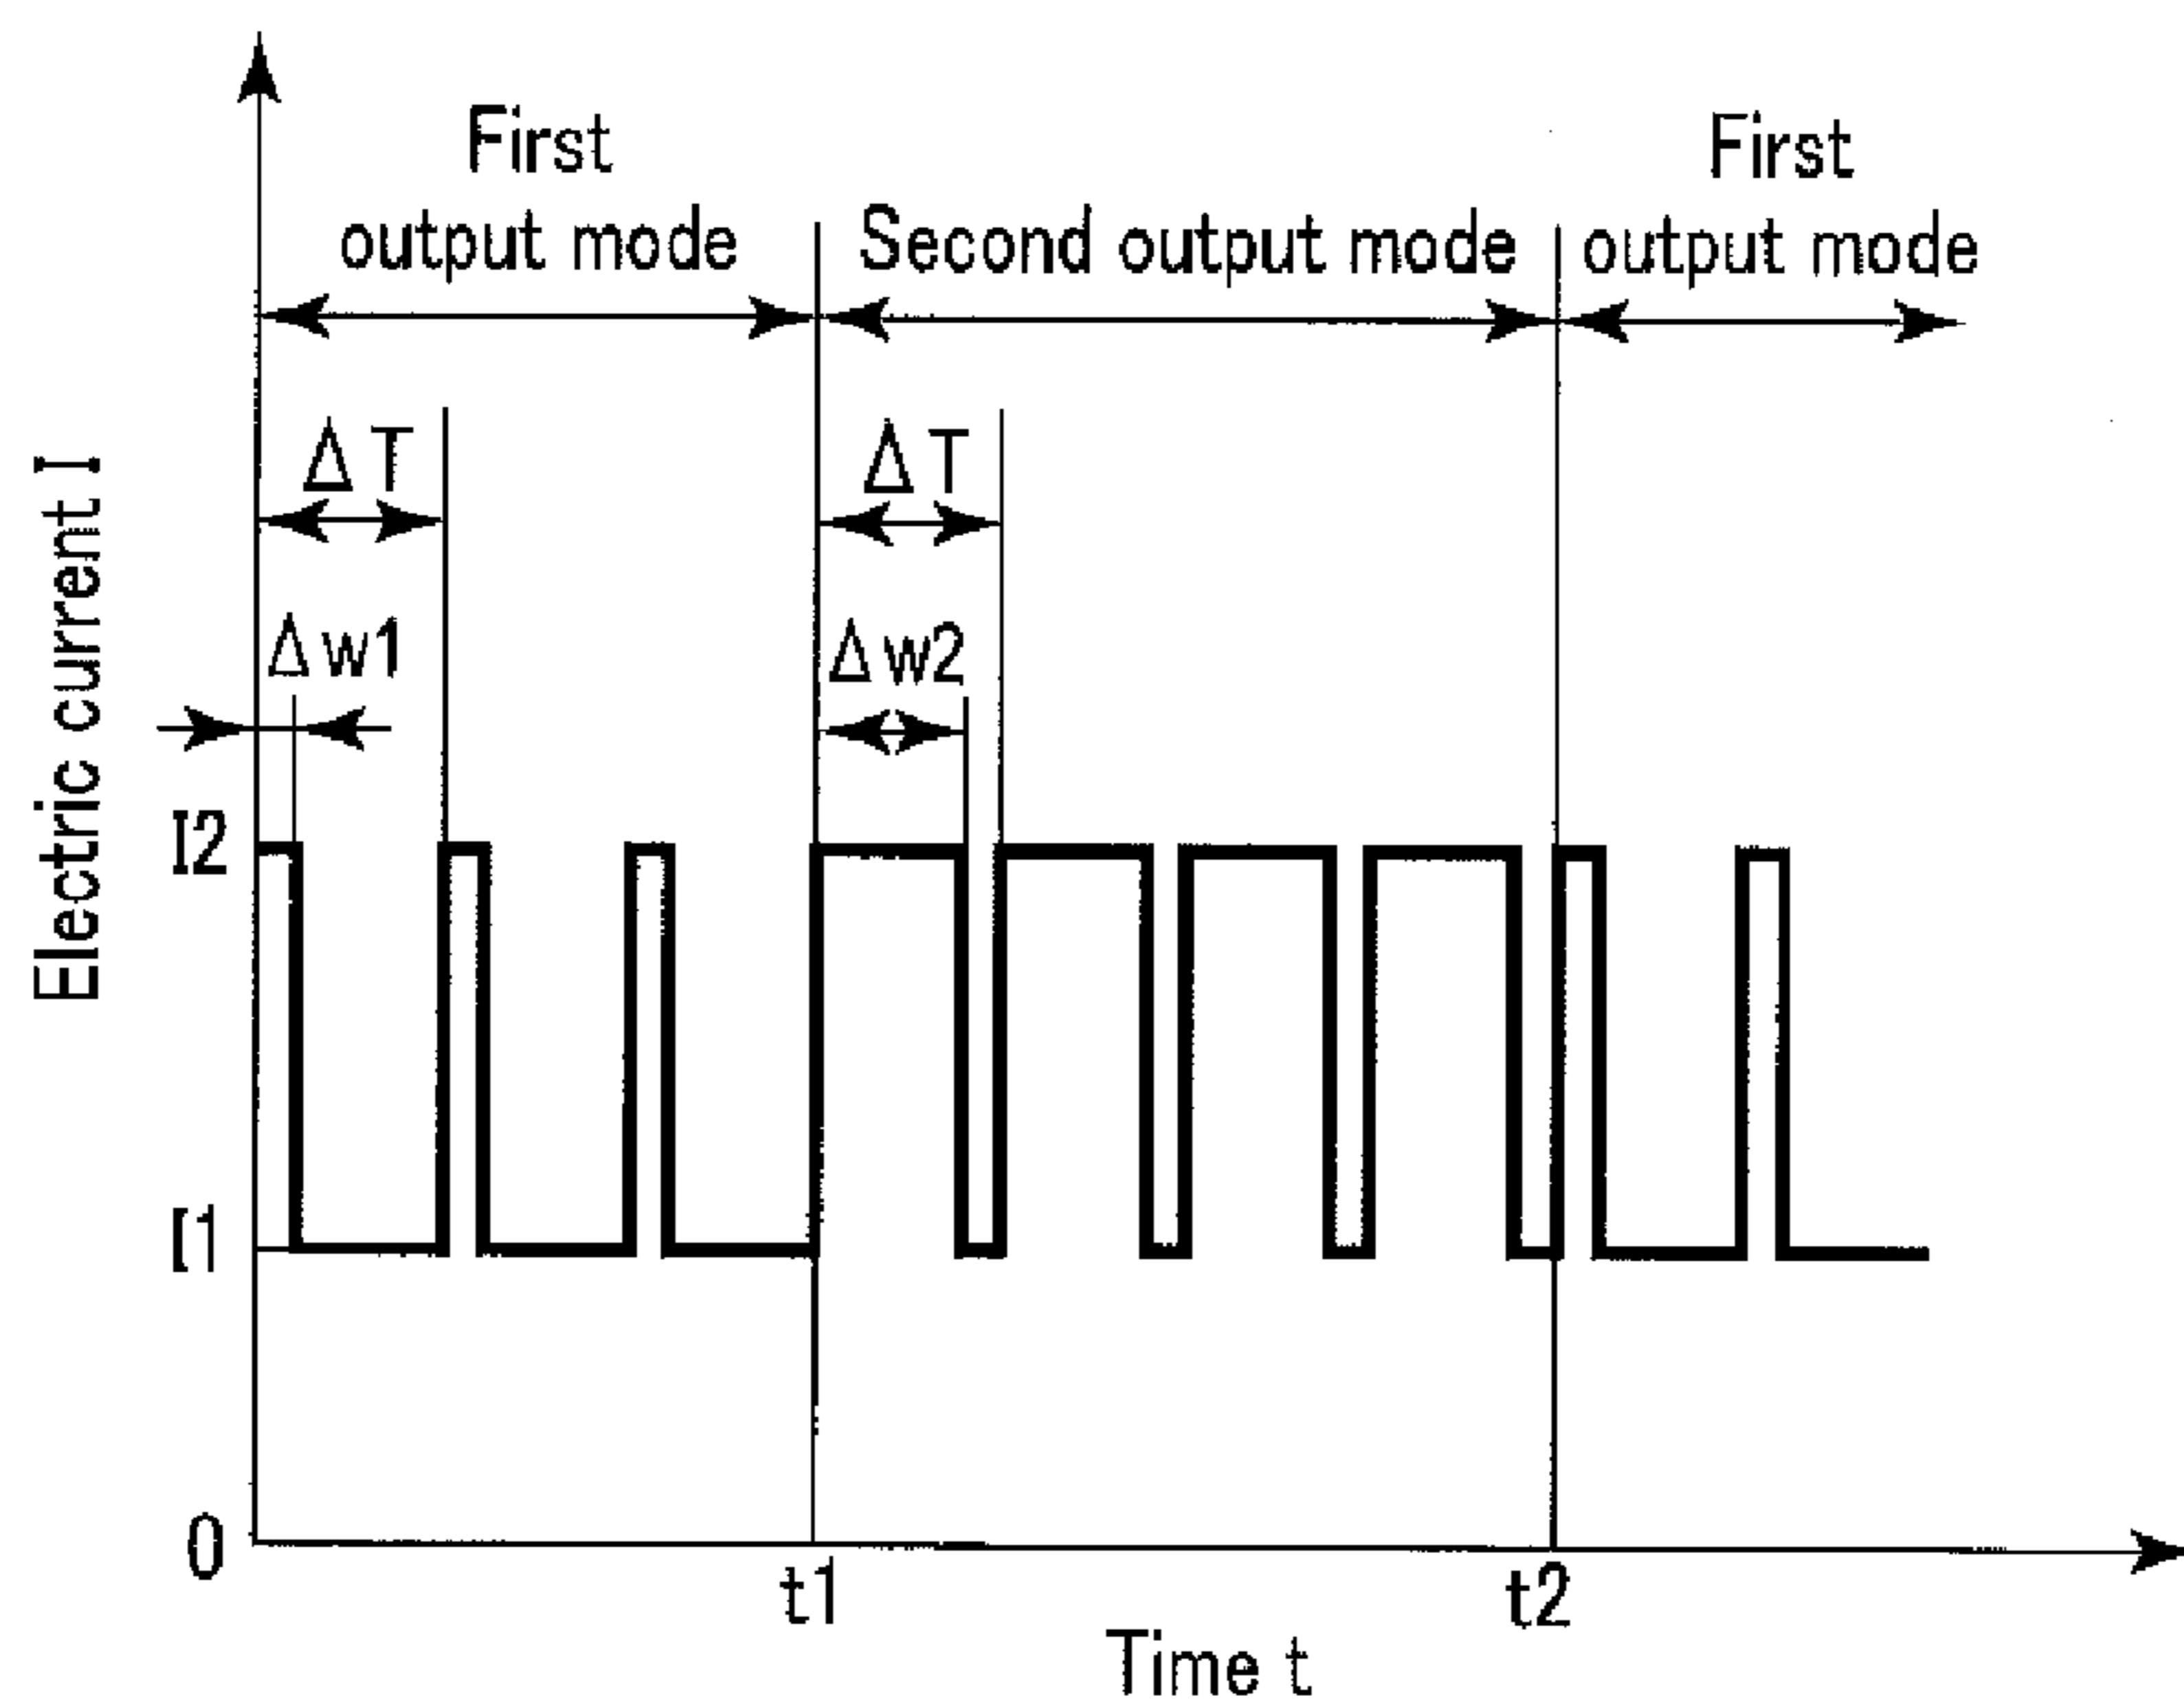 First
output mode
Second output mode
First
output mode
ΔT
ΔT
Δw1
Δw2
Electric current I
I2
I1
0
t1
t2
Time t